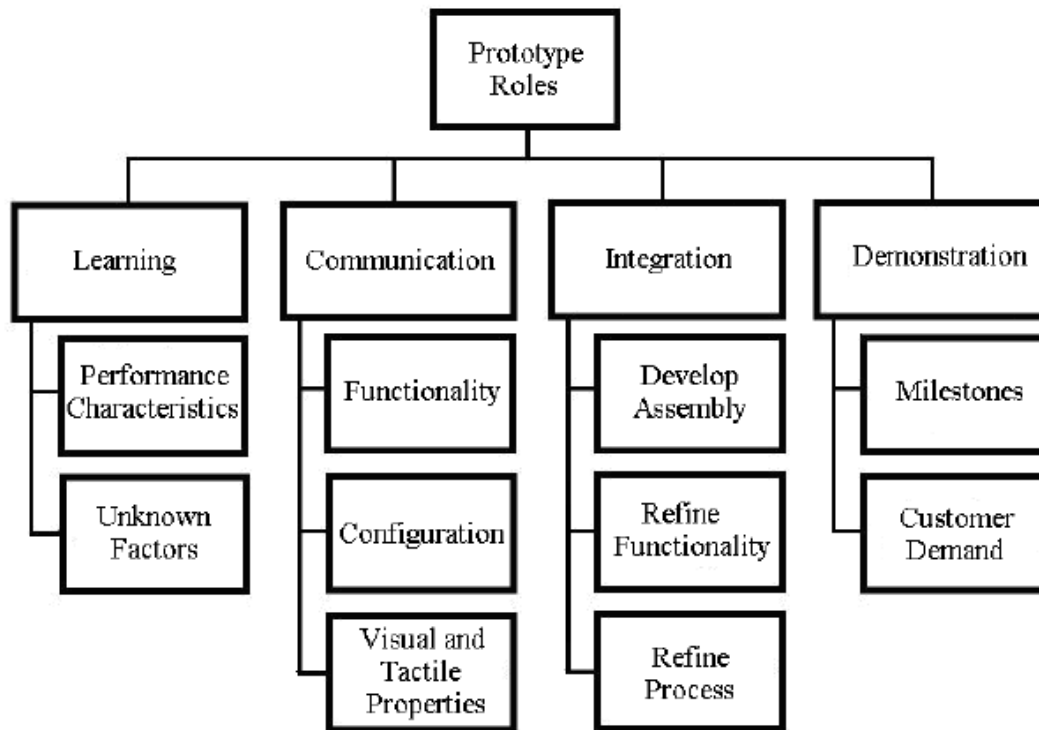 Prototype
Roles
Learning
Performance
Characteristics
Unknown
Factors
Communication
Functionality
Configuration
Visual and
Tactile
Properties
Integration
Develop
Assembly
Refine
Functionality
Refine
Process
Demonstration
Milestones
Customer
Demand